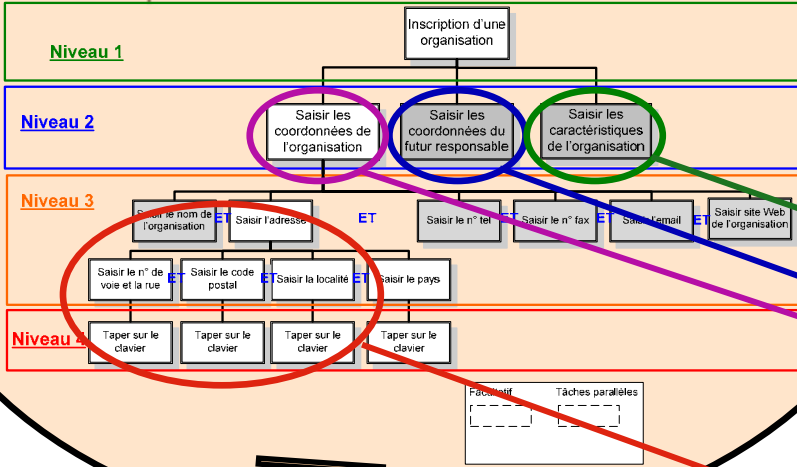 Inscription d'une
organisation
Niveau 1
Niveau 2
Saisir les
coordonnées de
l'organisation
Saisir les
coordonnées du
futur responsable
Saisir les
caractéristiques
de l'organisation
Niveau 3
Saisir le nom de
l'organisation
ET
Saisir l'adresse
ET
Saisir le n° tel
ET
Saisir le n° fax
ET
Saisir l'email
ET
Saisir site Web
de l'organisation
Saisir le n° de
voie et la rue
ET
Saisir le code
postal
ET
Saisir la localité
ET
Saisir le pays
Niveau 4
Taper sur le
clavier
Taper sur le
clavier
Taper sur le
clavier
Taper sur le
clavier
Facultatif
Tâches parallèles